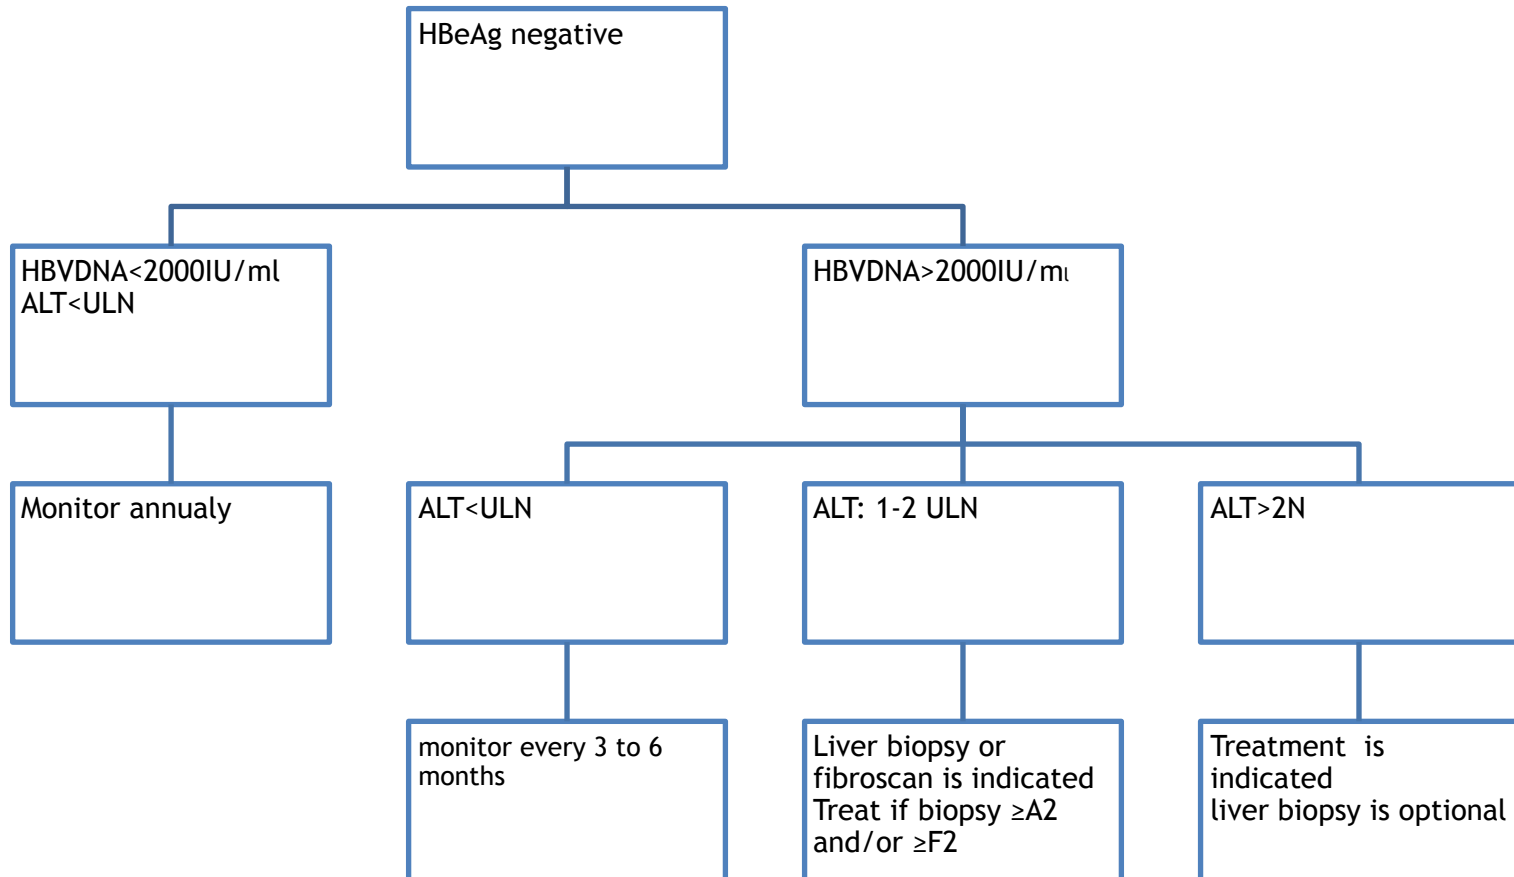 HBeAg negative
HBVDNA<2000IU/ml
ALT<ULN
HBVDNA>2000IU/ml
Monitor annualy
ALT<ULN
ALT: 1-2 ULN
ALT>2N
monitor every 3 to 6
months
Liver biopsy or
fibroscan is indicated
Treat if biopsy ≥A2
and/or ≥F2
Treatment is
indicated
liver biopsy is optional